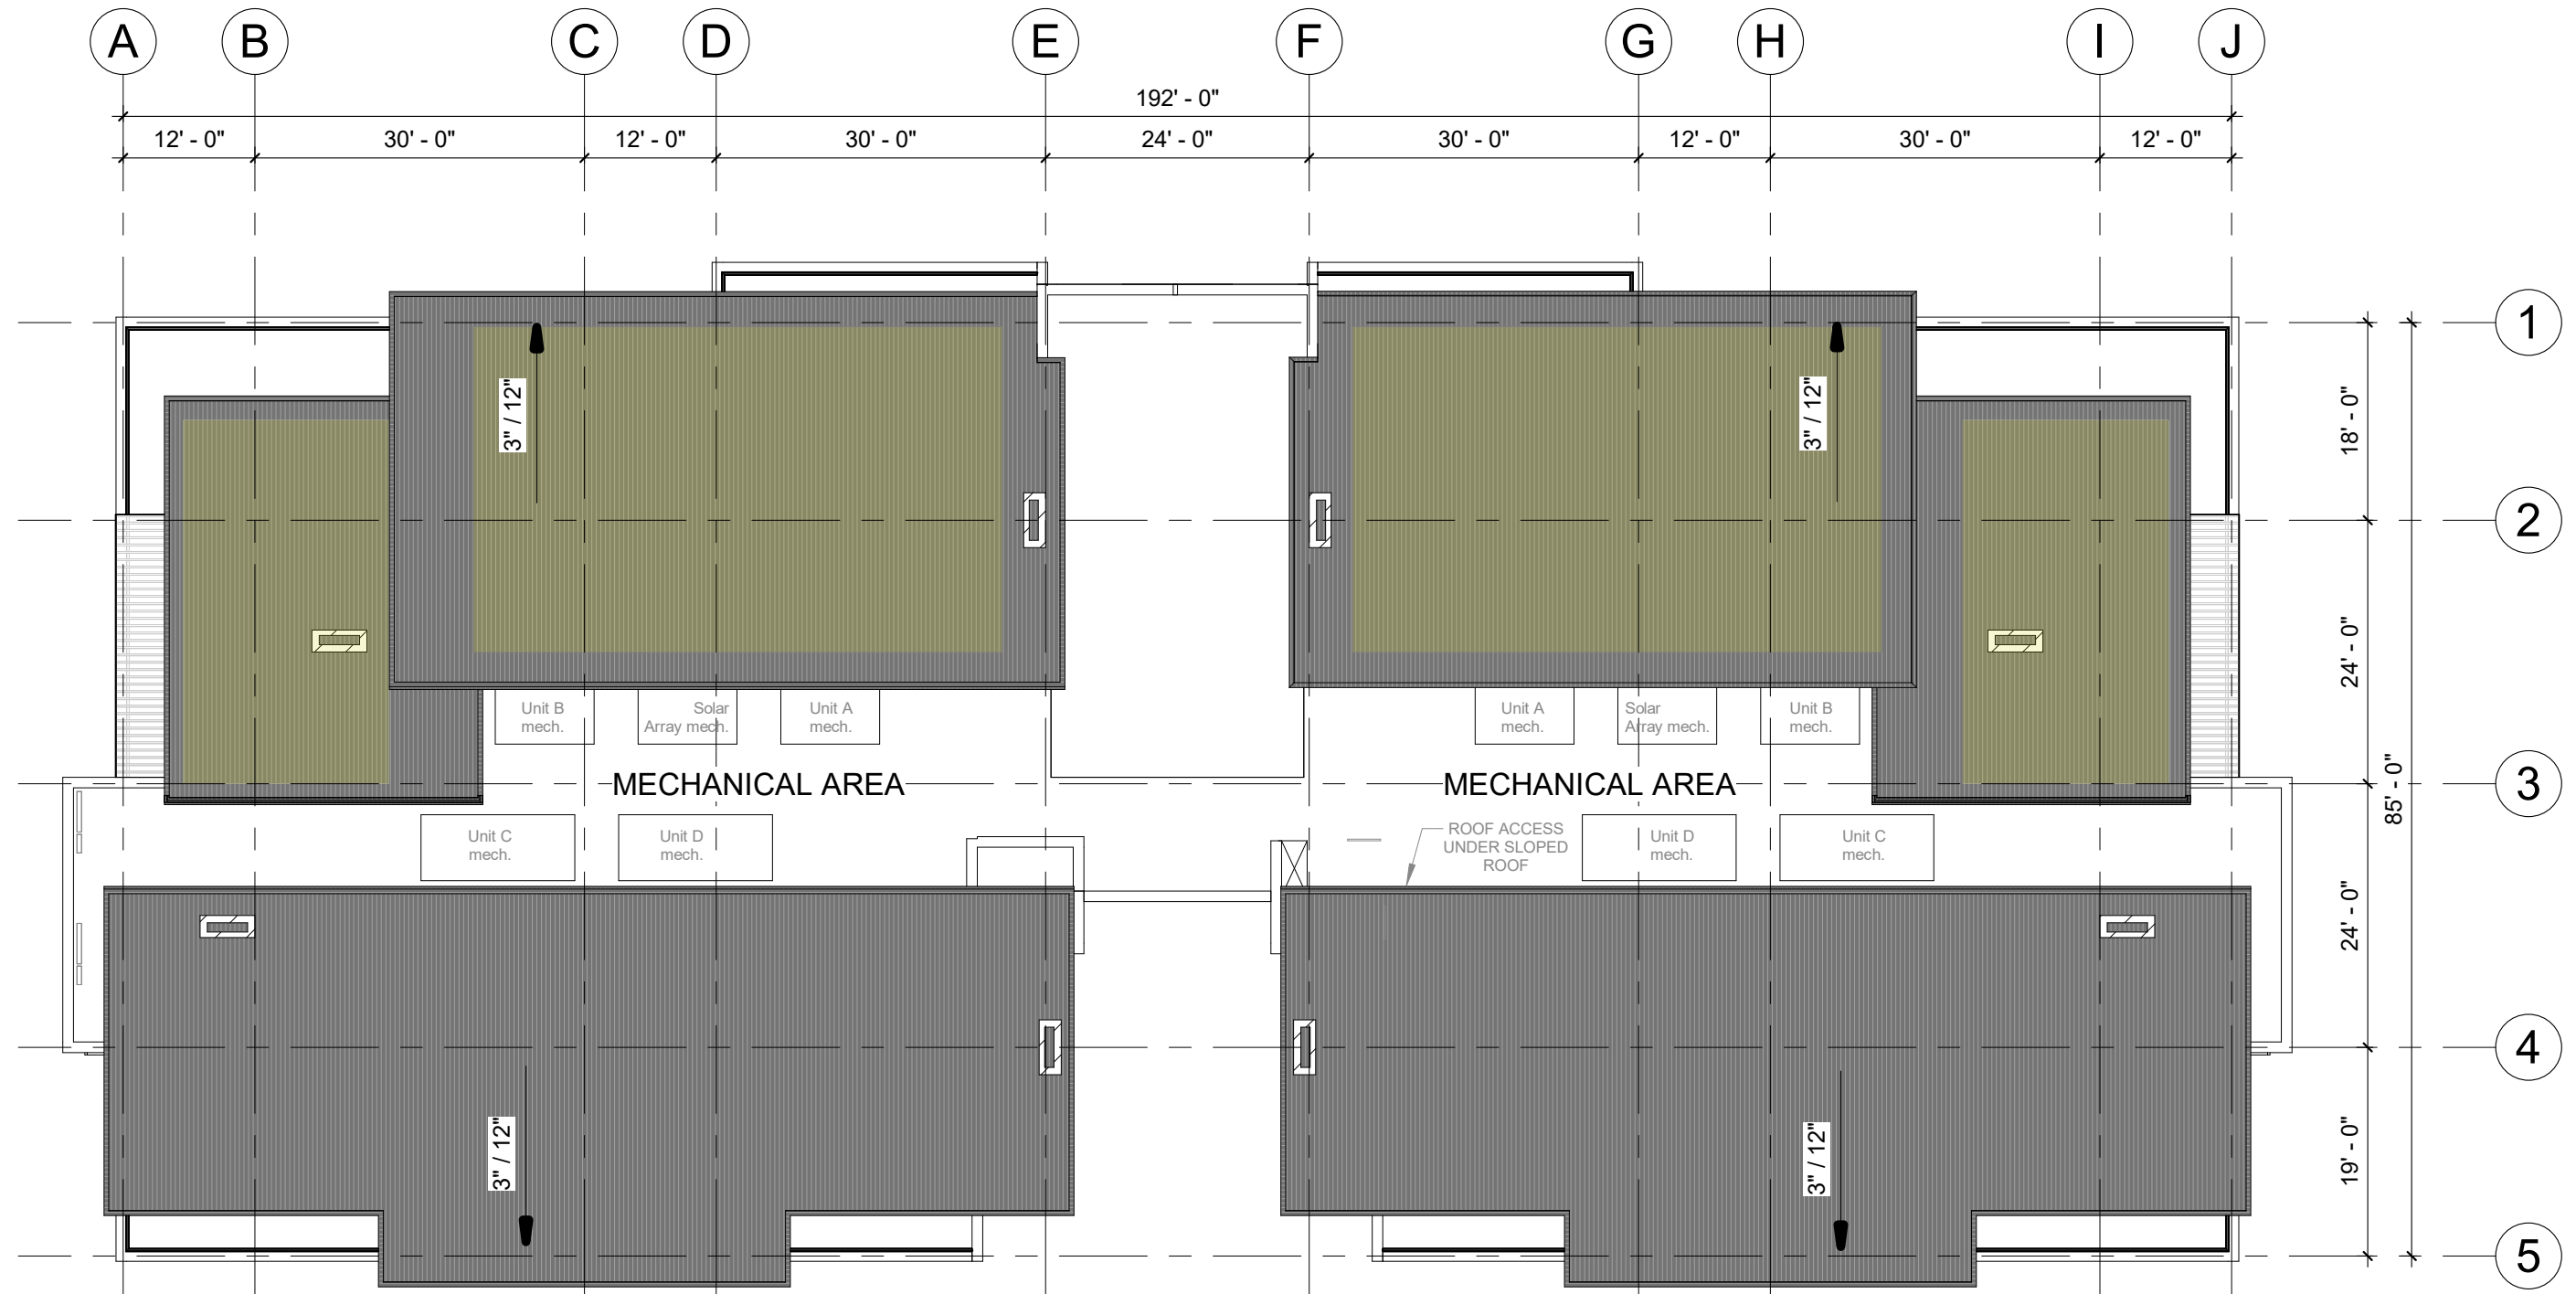 A B C D E F G H I J
192' - 0"
12' - 0" 30' - 0" 12' - 0" 30' - 0" 24' - 0" 30' - 0" 12' - 0" 30' - 0" 12' - 0"
1
3" / 12"
3" / 12"
18' - 0"
2
24' - 0"
Unit B
mech.
Solar
Array mech.
Unit A
mech.
Unit A
mech.
Solar
Array mech.
Unit B
mech.
MECHANICAL AREA
MECHANICAL AREA
3
85' - 0"
Unit C
mech.
Unit D
mech.
ROOF ACCESS
UNDER SLOPED
ROOF
Unit D
mech.
Unit C
mech.
24' - 0"
4
3" / 12"
3" / 12"
19' - 0"
5